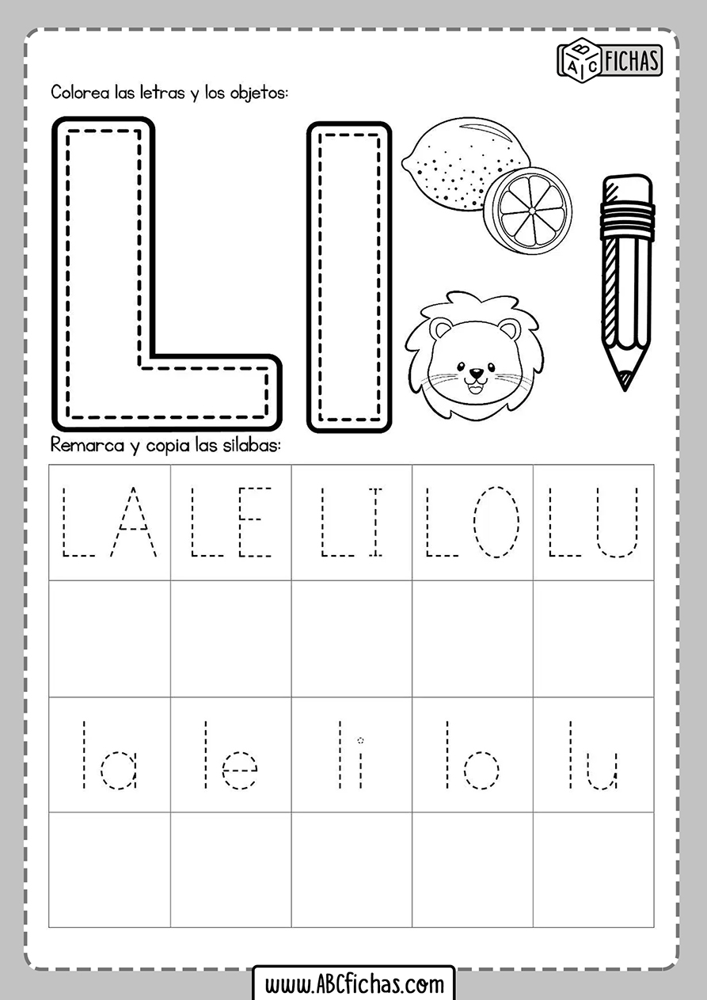 B A C FICHAS
Colorea las letras y los objetos:
L l
Remarca y copia las silabas:
LA LE LI LO LU
la le li lo lu
www.ABCfichas.com